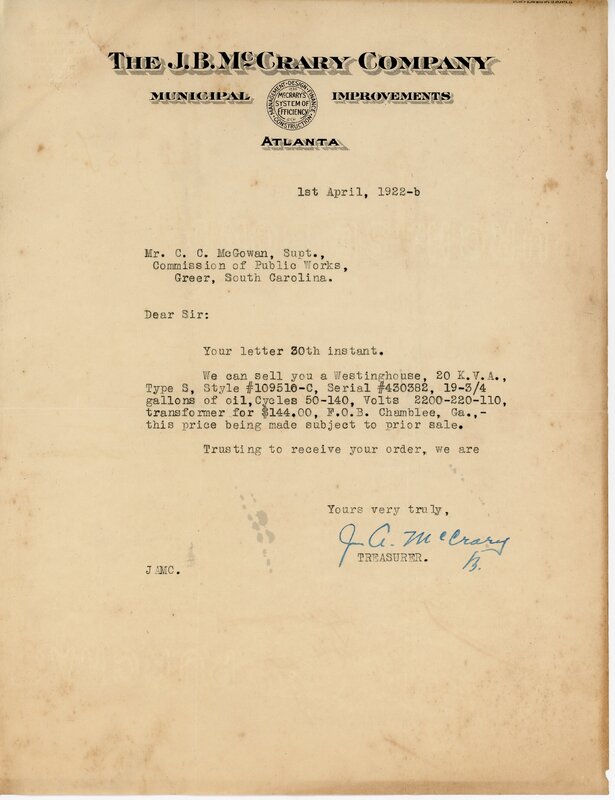 THE J.B. McCRARY COMPANY
MUNICIPAL IMPROVEMENTS
MANAGEMENT-DESIGN-FINANCE
CONSTRUCTION
McCRARY'S
SYSTEM OF
EFFICIENCY
ATLANTA
1st April, 1922-b
Mr. C. C. McGowan, Supt.,
Commission of Public Works,
Greer, South Carolina.
Dear Sir:
Your letter 30th instant.
We can sell you a Westinghouse, 20 K.V.A.,
Type S, Style #109516-C, Serial #430382, 19-3/4
gallons of oil,Cycles 50-140, Volts 2200-220-110,
transformer for $144.00, F.O.B. Chamblee, Ga.,-
this price being made subject to prior sale.
Trusting to receive your order, we are
Yours very truly,
J. A. McCrary
B.
TREASURER.
JAMC.